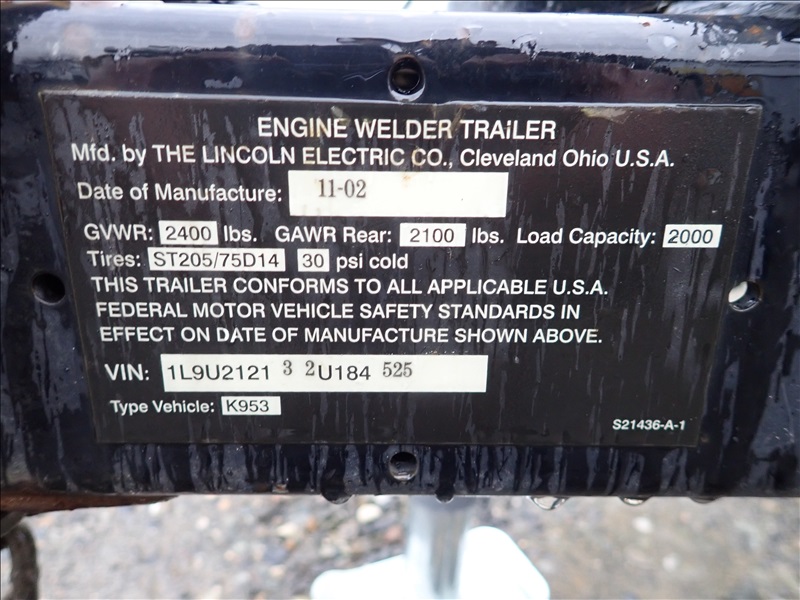 ENGINE WELDER TRAILER
Mfd. by THE LINCOLN ELECTRIC CO., Cleveland Ohio U.S.A.
Date of Manufacture: 11-02
GVWR: 2400 lbs. GAWR Rear: 2100 lbs. Load Capacity: 2000
Tires: ST205/75D14 30 psi cold
THIS TRAILER CONFORMS TO ALL APPLICABLE U.S.A.
FEDERAL MOTOR VEHICLE SAFETY STANDARDS IN
EFFECT ON DATE OF MANUFACTURE SHOWN ABOVE.
VIN: 1L9U2121 3 2U184 525
Type Vehicle: K953
S21436-A-1